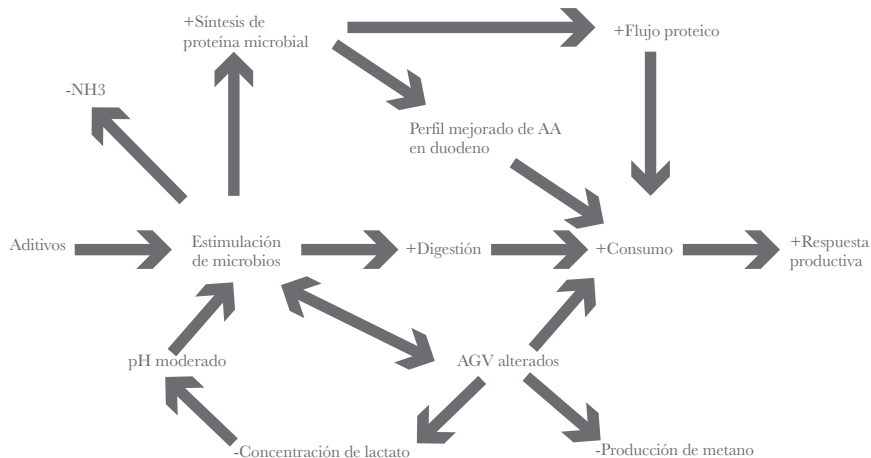 +Síntesis de
proteína microbial
+Flujo proteico
-NH3
Perfil mejorado de AA
en duodeno
Aditivos
Estimulación
de microbios
+Digestión
+Consumo
+Respuesta
productiva
pH moderado
AGV alterados
-Concentración de lactato
-Producción de metano